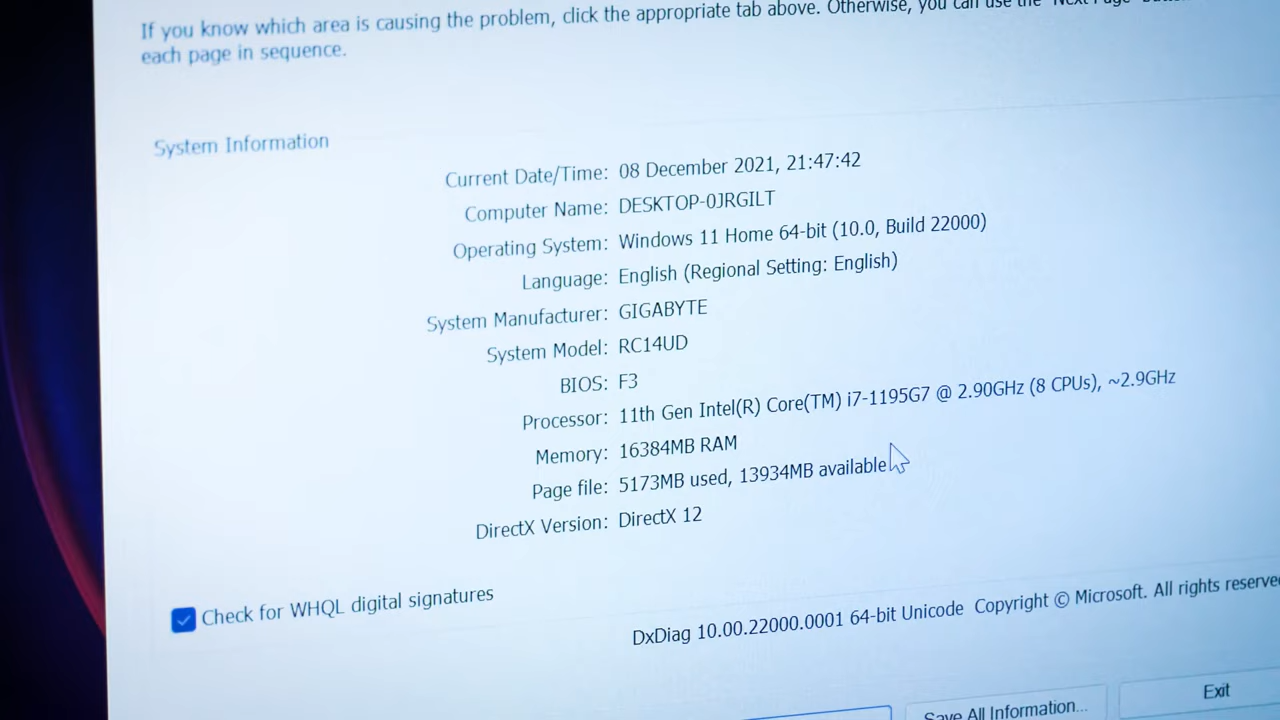 If you know which area is causing the problem, click the appropriate tab above. Otherwise, you can use the "Next Page"
each page in sequence.
System Information
Current Date/Time: 08 December 2021, 21:47:42
Computer Name: DESKTOP-0JRGILT
Operating System: Windows 11 Home 64-bit (10.0, Build 22000)
Language: English (Regional Setting: English)
System Manufacturer: GIGABYTE
System Model: RC14UD
BIOS: F3
Processor: 11th Gen Intel(R) Core(TM) i7-1195G7 @ 2.90GHz (8 CPUs), ~2.9GHz
Memory: 16384MB RAM
Page file: 5173MB used, 13934MB available
DirectX Version: DirectX 12
Check for WHQL digital signatures
DxDiag 10.00.22000.0001 64-bit Unicode Copyright © Microsoft. All rights reserved
Save All Information...
Exit